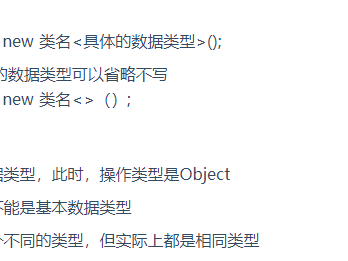 new 类名<具体的数据类型>();
的数据类型可以省略不写
new 类名<>（）;
类型，此时，操作类型是Object
能是基本数据类型
不同的类型，但实际上都是相同类型